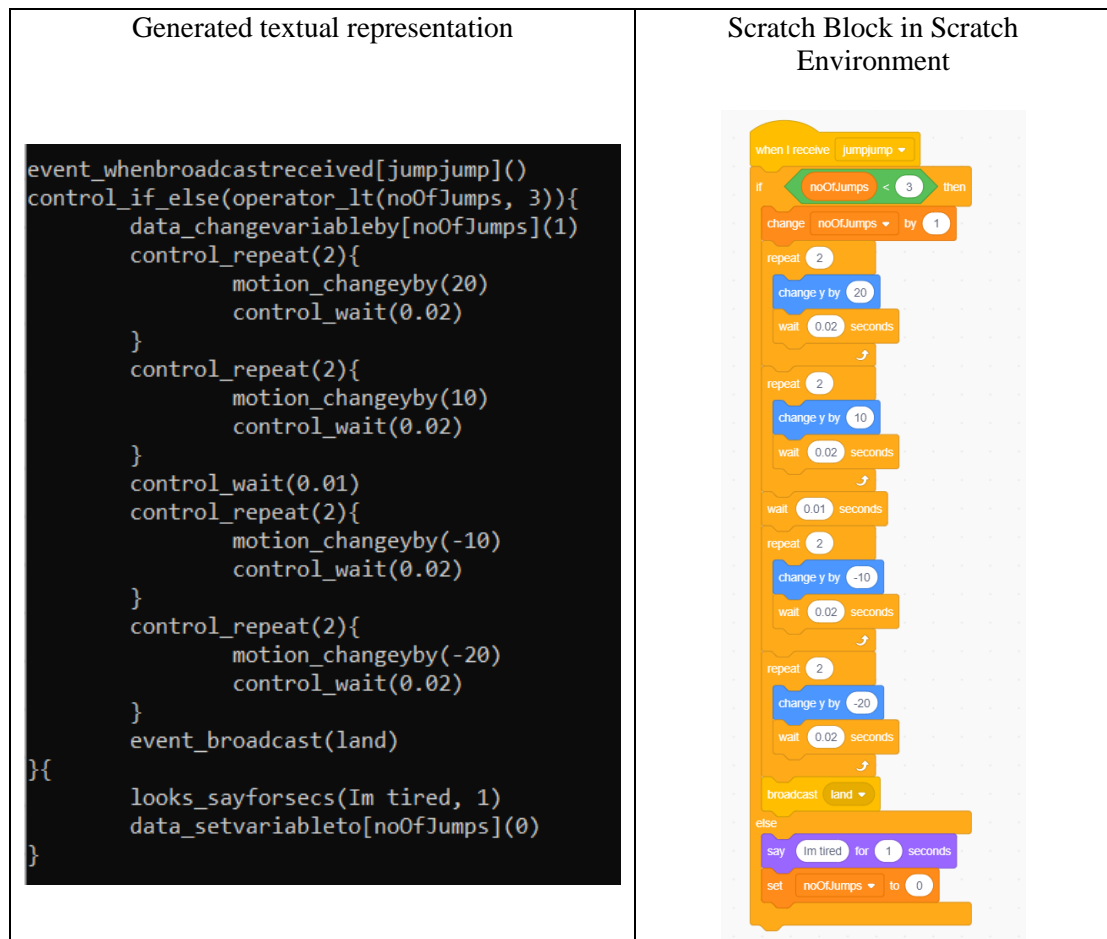 Generated textual representation
event_whenbroadcastreceived[jumpjump]()
control_if_else(operator_lt(noOfJumps, 3)){
        data_changevariableby[noOfJumps](1)
        control_repeat(2){
                motion_changeyby(20)
                control_wait(0.02)
        }
        control_repeat(2){
                motion_changeyby(10)
                control_wait(0.02)
        }
        control_wait(0.01)
        control_repeat(2){
                motion_changeyby(-10)
                control_wait(0.02)
        }
        control_repeat(2){
                motion_changeyby(-20)
                control_wait(0.02)
        }
        event_broadcast(land)
}{
        looks_sayforsecs(Im tired, 1)
        data_setvariableto[noOfJumps](0)
}
Scratch Block in Scratch
Environment
when I receive jumpjump
if noOfJumps < 3 then
change noOfJumps by 1
repeat 2
change y by 20
wait 0.02 seconds
repeat 2
change y by 10
wait 0.02 seconds
wait 0.01 seconds
repeat 2
change y by -10
wait 0.02 seconds
repeat 2
change y by -20
wait 0.02 seconds
broadcast land
else
say Im tired for 1 seconds
set noOfJumps to 0